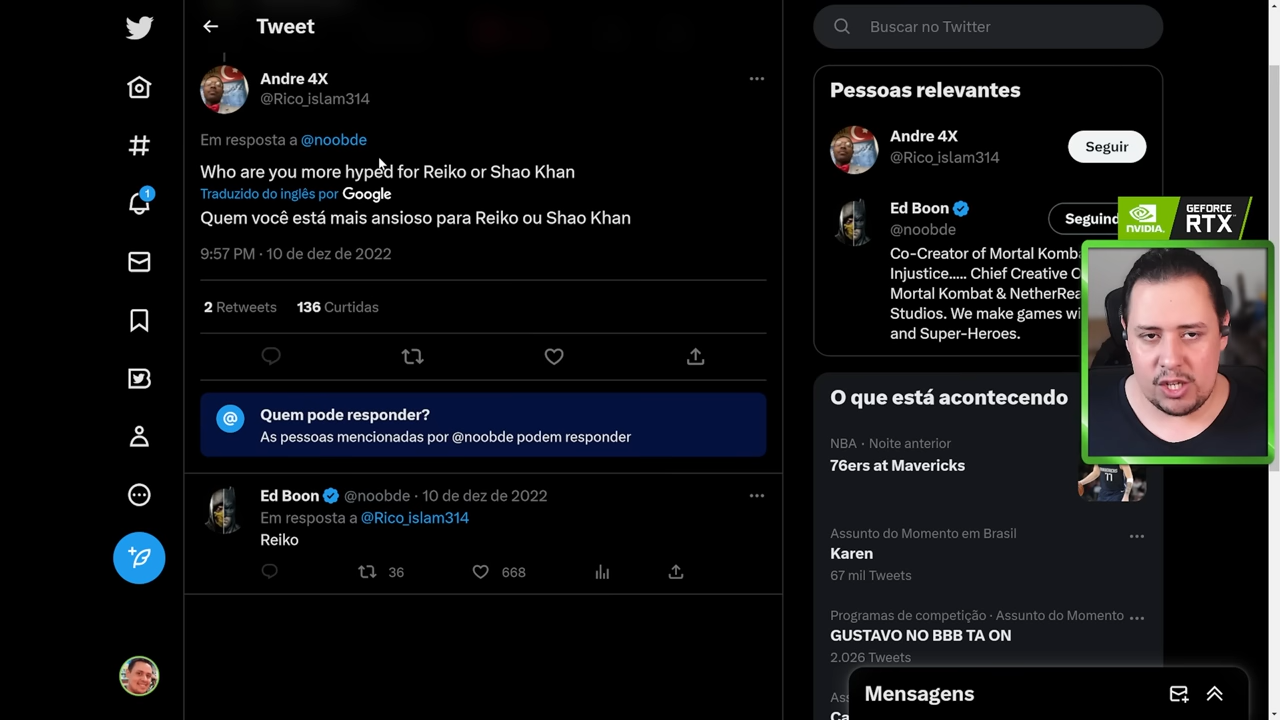 Tweet
Andre 4X
@Rico_islam314
Em resposta a @noobde
Who are you more hyped for Reiko or Shao Khan
Traduzido do inglês por Google
Quem você está mais ansioso para Reiko ou Shao Khan
9:57 PM · 10 de dez de 2022
2 Retweets 136 Curtidas
Quem pode responder?
As pessoas mencionadas por @noobde podem responder
Ed Boon @noobde · 10 de dez de 2022
Em resposta a @Rico_islam314
Reiko
36 668
1
Buscar no Twitter
Pessoas relevantes
Andre 4X
@Rico_islam314
Seguir
Ed Boon
@noobde
Seguind
Co-Creator of Mortal Komb
Injustice..... Chief Creative
Mortal Kombat & NetherRea
Studios. We make games wi
and Super-Heroes.
NVIDIA.
GEFORCE
RTX
O que está acontecendo
NBA · Noite anterior
76ers at Mavericks
77
Assunto do Momento em Brasil
Karen
67 mil Tweets
Programas de competição · Assunto do Momento
GUSTAVO NO BBB TA ON
2.026 Tweets
Mensagens